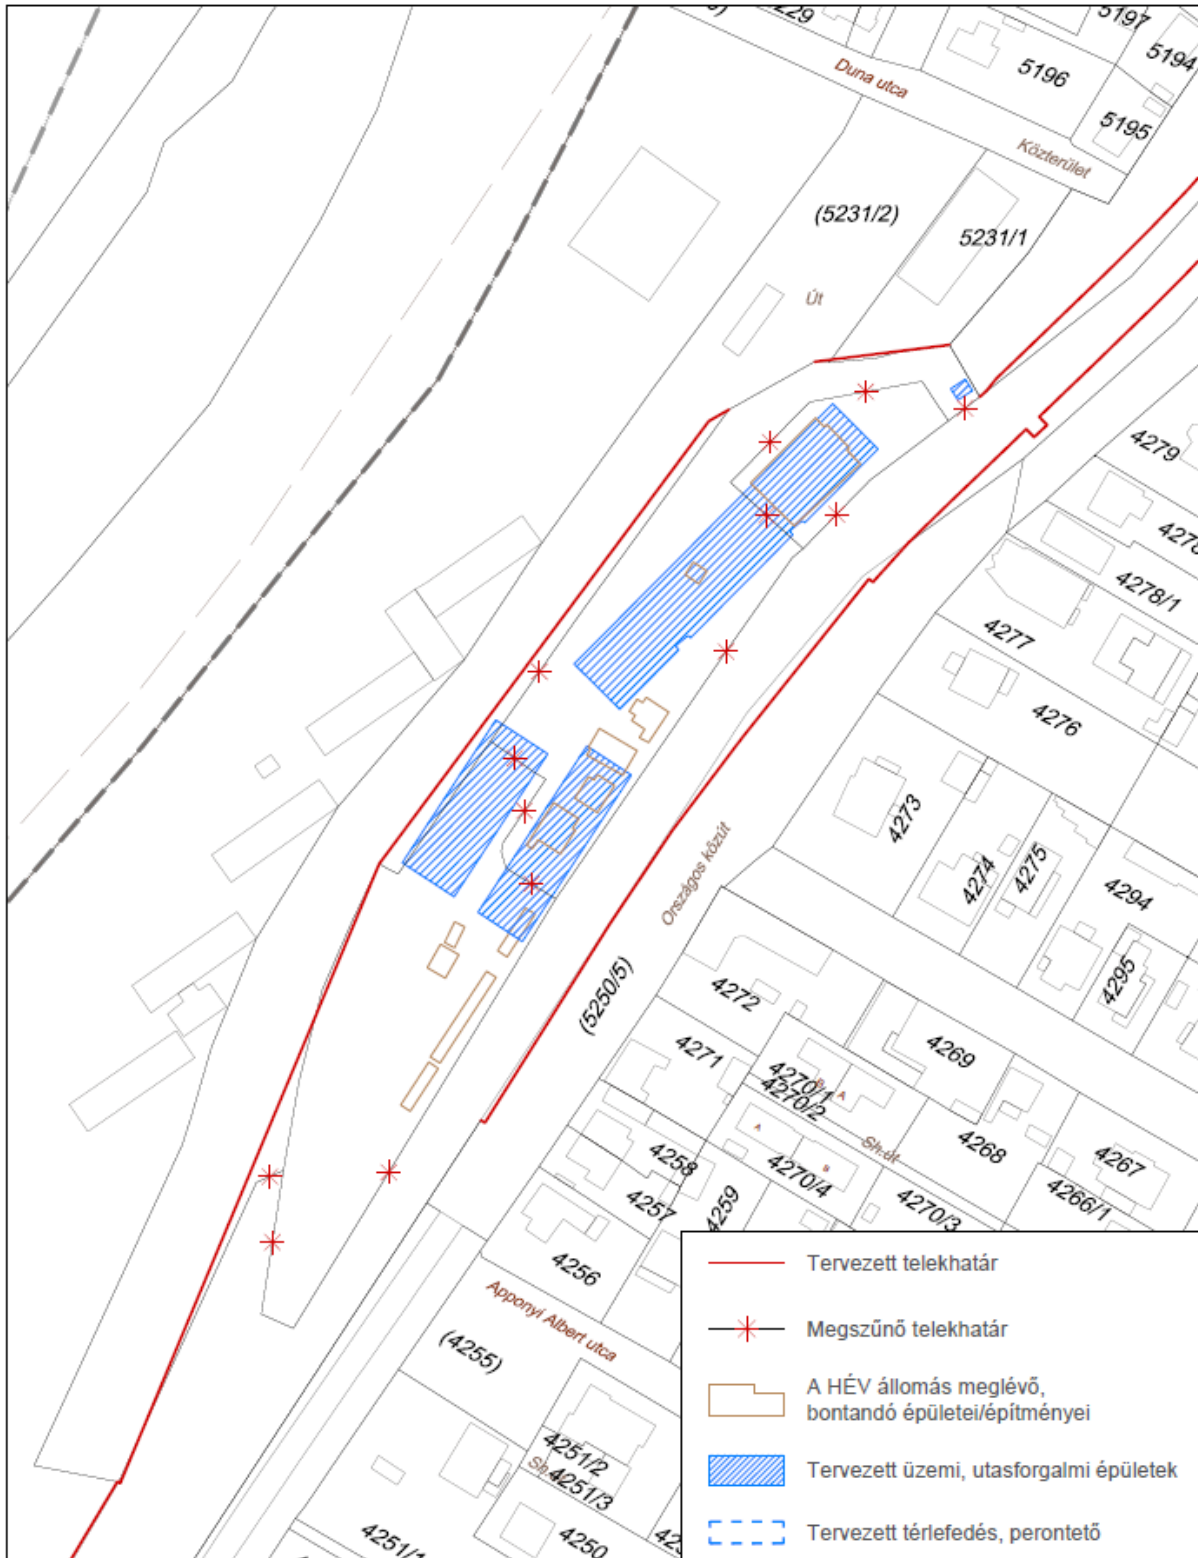 5197
5194
5196
5195
Duna utca
Közterület
(5231/2)
5231/1
Út
4279
4278/1
4277
4276
4273
4274
4275
4294
4295
Országos közút
(5250/5)
4272
4271
4269
4270/1
B
A
4270/2
A
Sh.út
4268
4267
4258
4270/4
B
4266/1
4257
4259
4270/3
4256
Apponyi Albert utca
(4255)
4251/2
4251/3
4250
Tervezett telekhatár
Megszűnő telekhatár
A HÉV állomás meglévő,
bontandó épületei/építményei
Tervezett üzemi, utasforgalmi épületek
Tervezett térlefedés, perontető